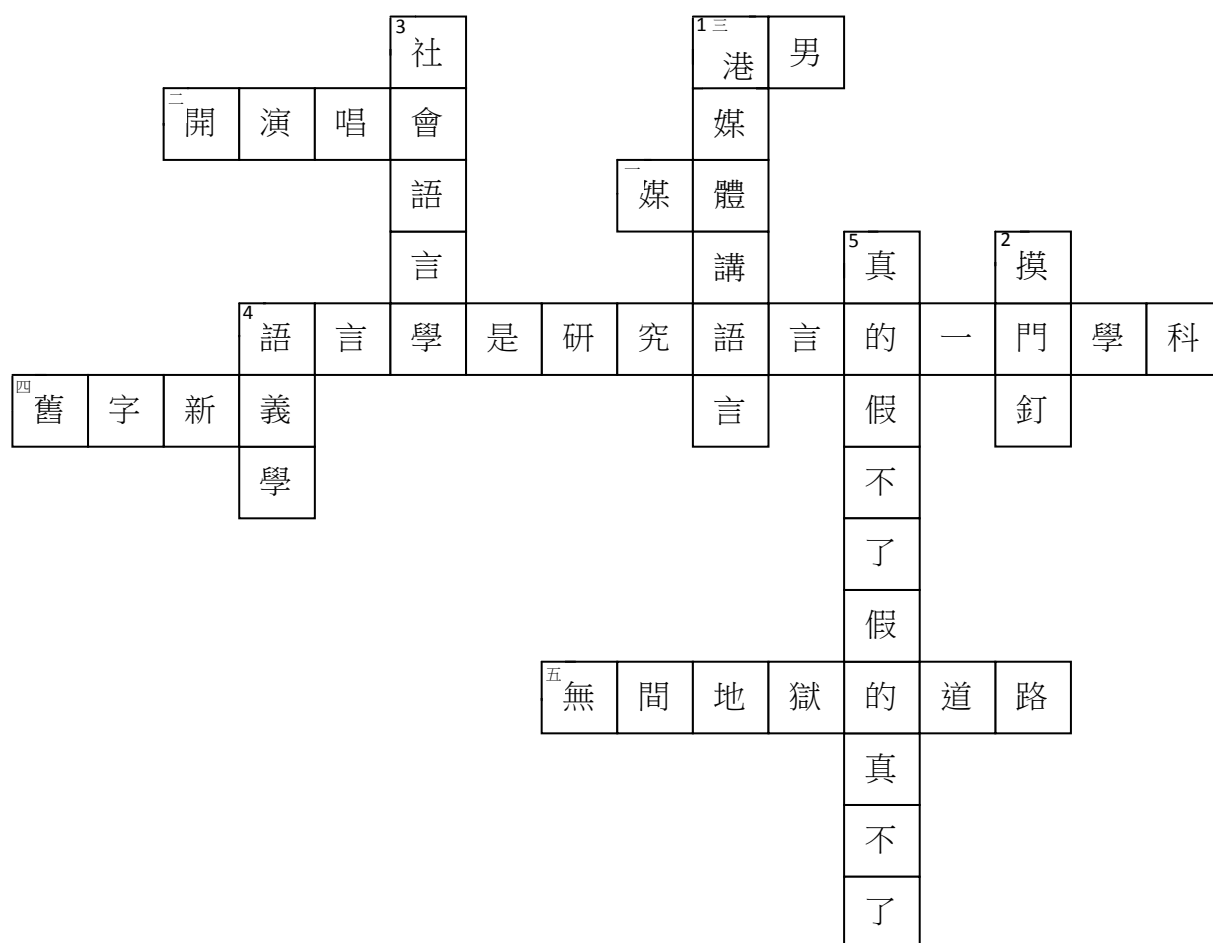 3 社 1 三 港 男
二 開 演 唱 會 媒
語 一 媒 體
言 講 5 真 2 摸
4 語 言 學 是 研 究 語 言 的 一 門 學 科
四 舊 字 新 義 言 假 釘
學 不
了
假
五 無 間 地 獄 的 道 路
真
不
了